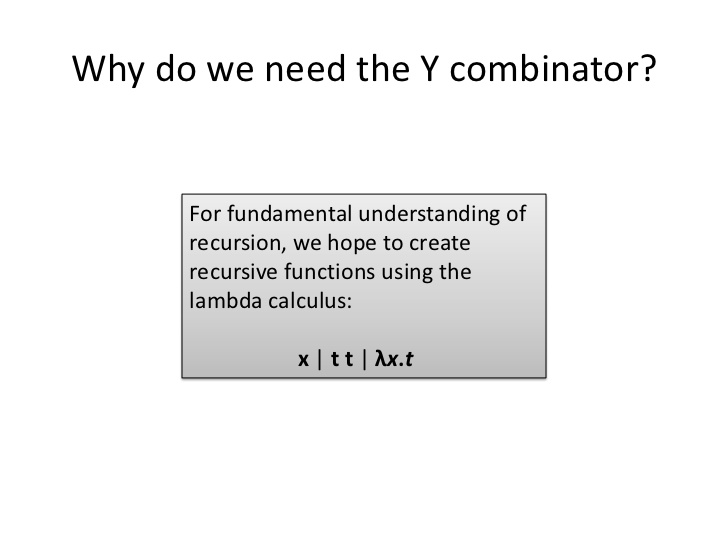 Why do we need the Y combinator?
For fundamental understanding of
recursion, we hope to create
recursive functions using the
lambda calculus:
x | t t | λx.t